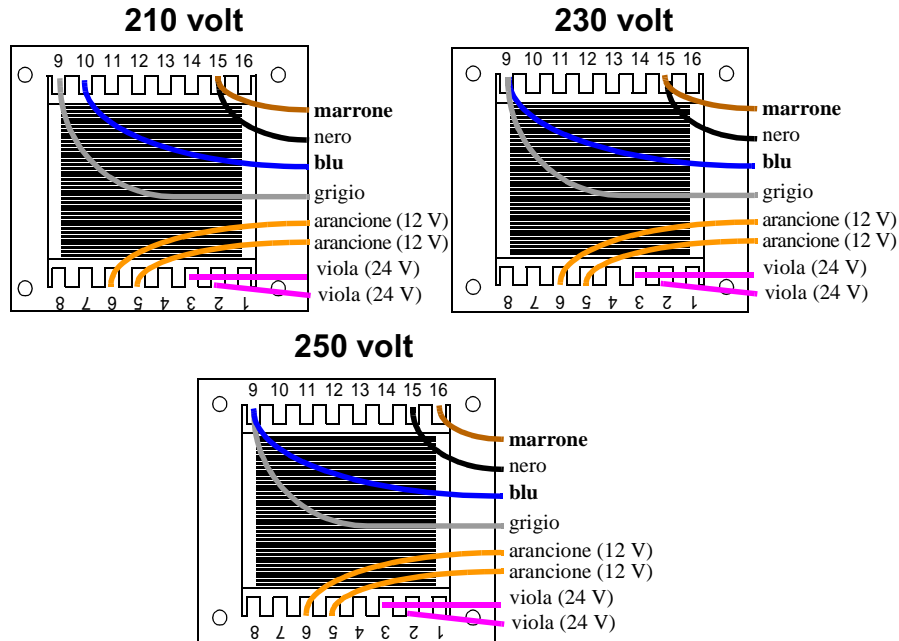 210 volt
9 10 11 12 13 14 15 16
marrone
nero
blu
grigio
arancione (12 V)
arancione (12 V)
viola (24 V)
viola (24 V)
8 7 6 5 4 3 2 1
230 volt
9 10 11 12 13 14 15 16
marrone
nero
blu
grigio
arancione (12 V)
arancione (12 V)
viola (24 V)
viola (24 V)
8 7 6 5 4 3 2 1
250 volt
9 10 11 12 13 14 15 16
marrone
nero
blu
grigio
arancione (12 V)
arancione (12 V)
viola (24 V)
viola (24 V)
8 7 6 5 4 3 2 1